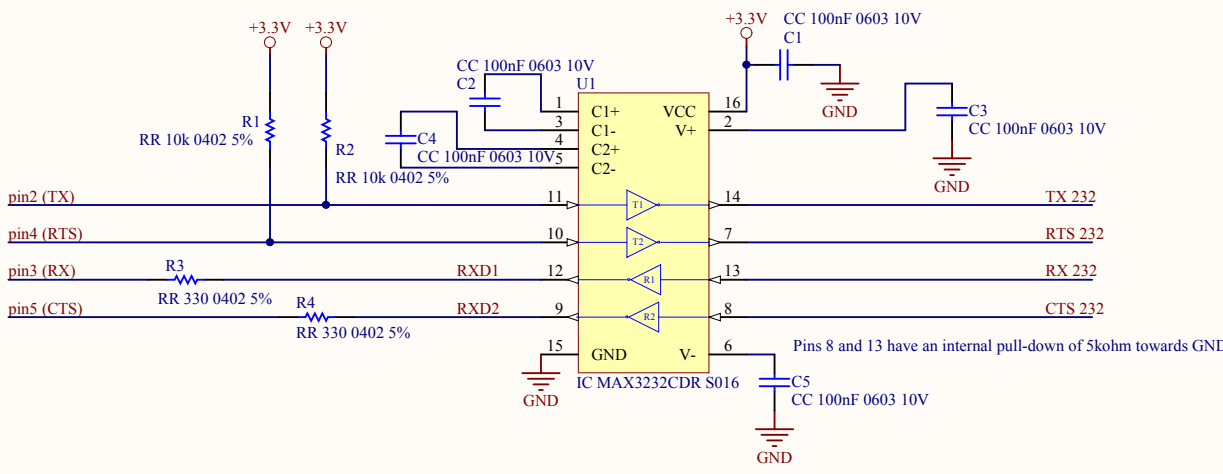 +3.3V
+3.3V
+3.3V
CC 100nF 0603 10V
C1
GND
CC 100nF 0603 10V
C2
U1
C4
CC 100nF 0603 10V
1 C1+
3 C1-
4 C2+
5 C2-
VCC 16
V+ 2
C3
CC 100nF 0603 10V
GND
R1
RR 10k 0402 5%
R2
RR 10k 0402 5%
pin2 (TX) 11 T1 14 TX 232
pin4 (RTS) 10 T2 7 RTS 232
pin3 (RX) R3 RXD1 12 R1 13 RX 232
RR 330 0402 5%
pin5 (CTS) R4 RXD2 9 R2 8 CTS 232
RR 330 0402 5%
15 GND V- 6
Pins 8 and 13 have an internal pull-down of 5kohm towards GND
GND
IC MAX3232CDR S016
C5
CC 100nF 0603 10V
GND